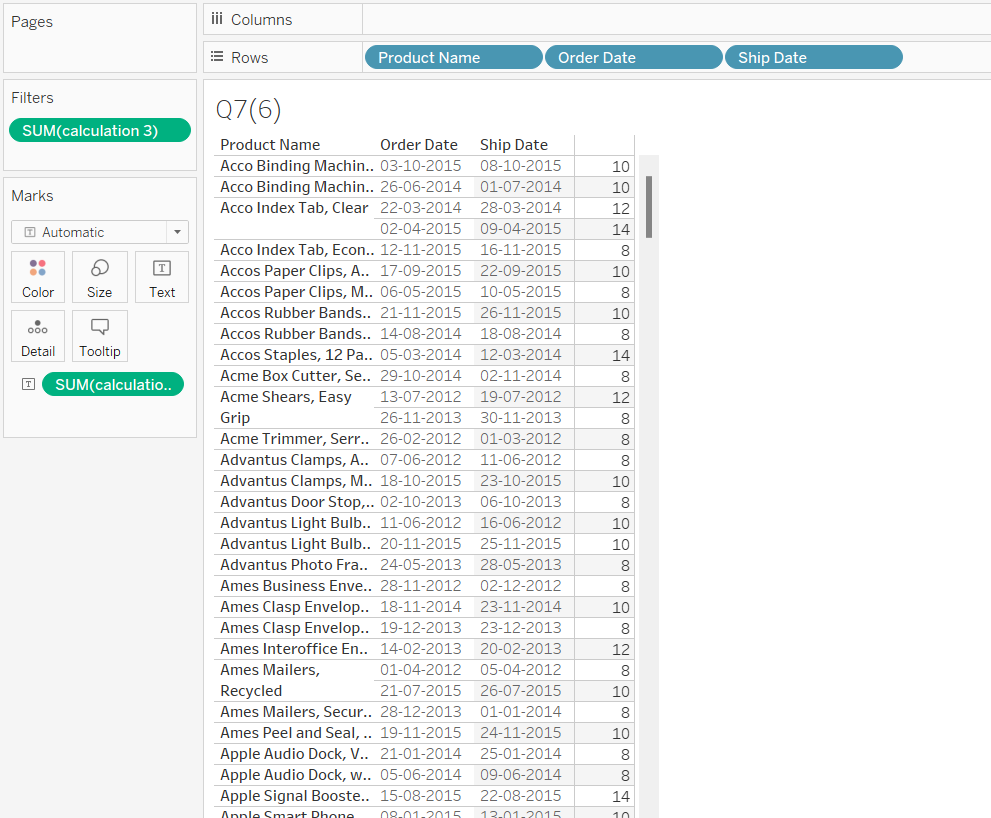 Pages
Columns
Rows
Product Name
Order Date
Ship Date
Filters
SUM(calculation 3)
Marks
Automatic
Color
Size
Text
Detail
Tooltip
SUM(calculatio..
Q7(6)
Product Name Order Date Ship Date
Acco Binding Machin.. 03-10-2015 08-10-2015 10
Acco Binding Machin.. 26-06-2014 01-07-2014 10
Acco Index Tab, Clear 22-03-2014 28-03-2014 12
02-04-2015 09-04-2015 14
Acco Index Tab, Econ.. 12-11-2015 16-11-2015 8
Accos Paper Clips, A.. 17-09-2015 22-09-2015 10
Accos Paper Clips, M.. 06-05-2015 10-05-2015 8
Accos Rubber Bands.. 21-11-2015 26-11-2015 10
Accos Rubber Bands.. 14-08-2014 18-08-2014 8
Accos Staples, 12 Pa.. 05-03-2014 12-03-2014 14
Acme Box Cutter, Se.. 29-10-2014 02-11-2014 8
Acme Shears, Easy 13-07-2012 19-07-2012 12
Grip 26-11-2013 30-11-2013 8
Acme Trimmer, Serr.. 26-02-2012 01-03-2012 8
Advantus Clamps, A.. 07-06-2012 11-06-2012 8
Advantus Clamps, M.. 18-10-2015 23-10-2015 10
Advantus Door Stop,.. 02-10-2013 06-10-2013 8
Advantus Light Bulb.. 11-06-2012 16-06-2012 10
Advantus Light Bulb.. 20-11-2015 25-11-2015 10
Advantus Photo Fra.. 24-05-2013 28-05-2013 8
Ames Business Enve.. 28-11-2012 02-12-2012 8
Ames Clasp Envelop.. 18-11-2014 23-11-2014 10
Ames Clasp Envelop.. 19-12-2013 23-12-2013 8
Ames Interoffice En.. 14-02-2013 20-02-2013 12
Ames Mailers, 01-04-2012 05-04-2012 8
Recycled 21-07-2015 26-07-2015 10
Ames Mailers, Secur.. 28-12-2013 01-01-2014 8
Ames Peel and Seal, .. 19-11-2015 24-11-2015 10
Apple Audio Dock, V.. 21-01-2014 25-01-2014 8
Apple Audio Dock, w.. 05-06-2014 09-06-2014 8
Apple Signal Booste.. 15-08-2015 22-08-2015 14
Apple Smart Phone 08-01-2015 13-01-2015 10